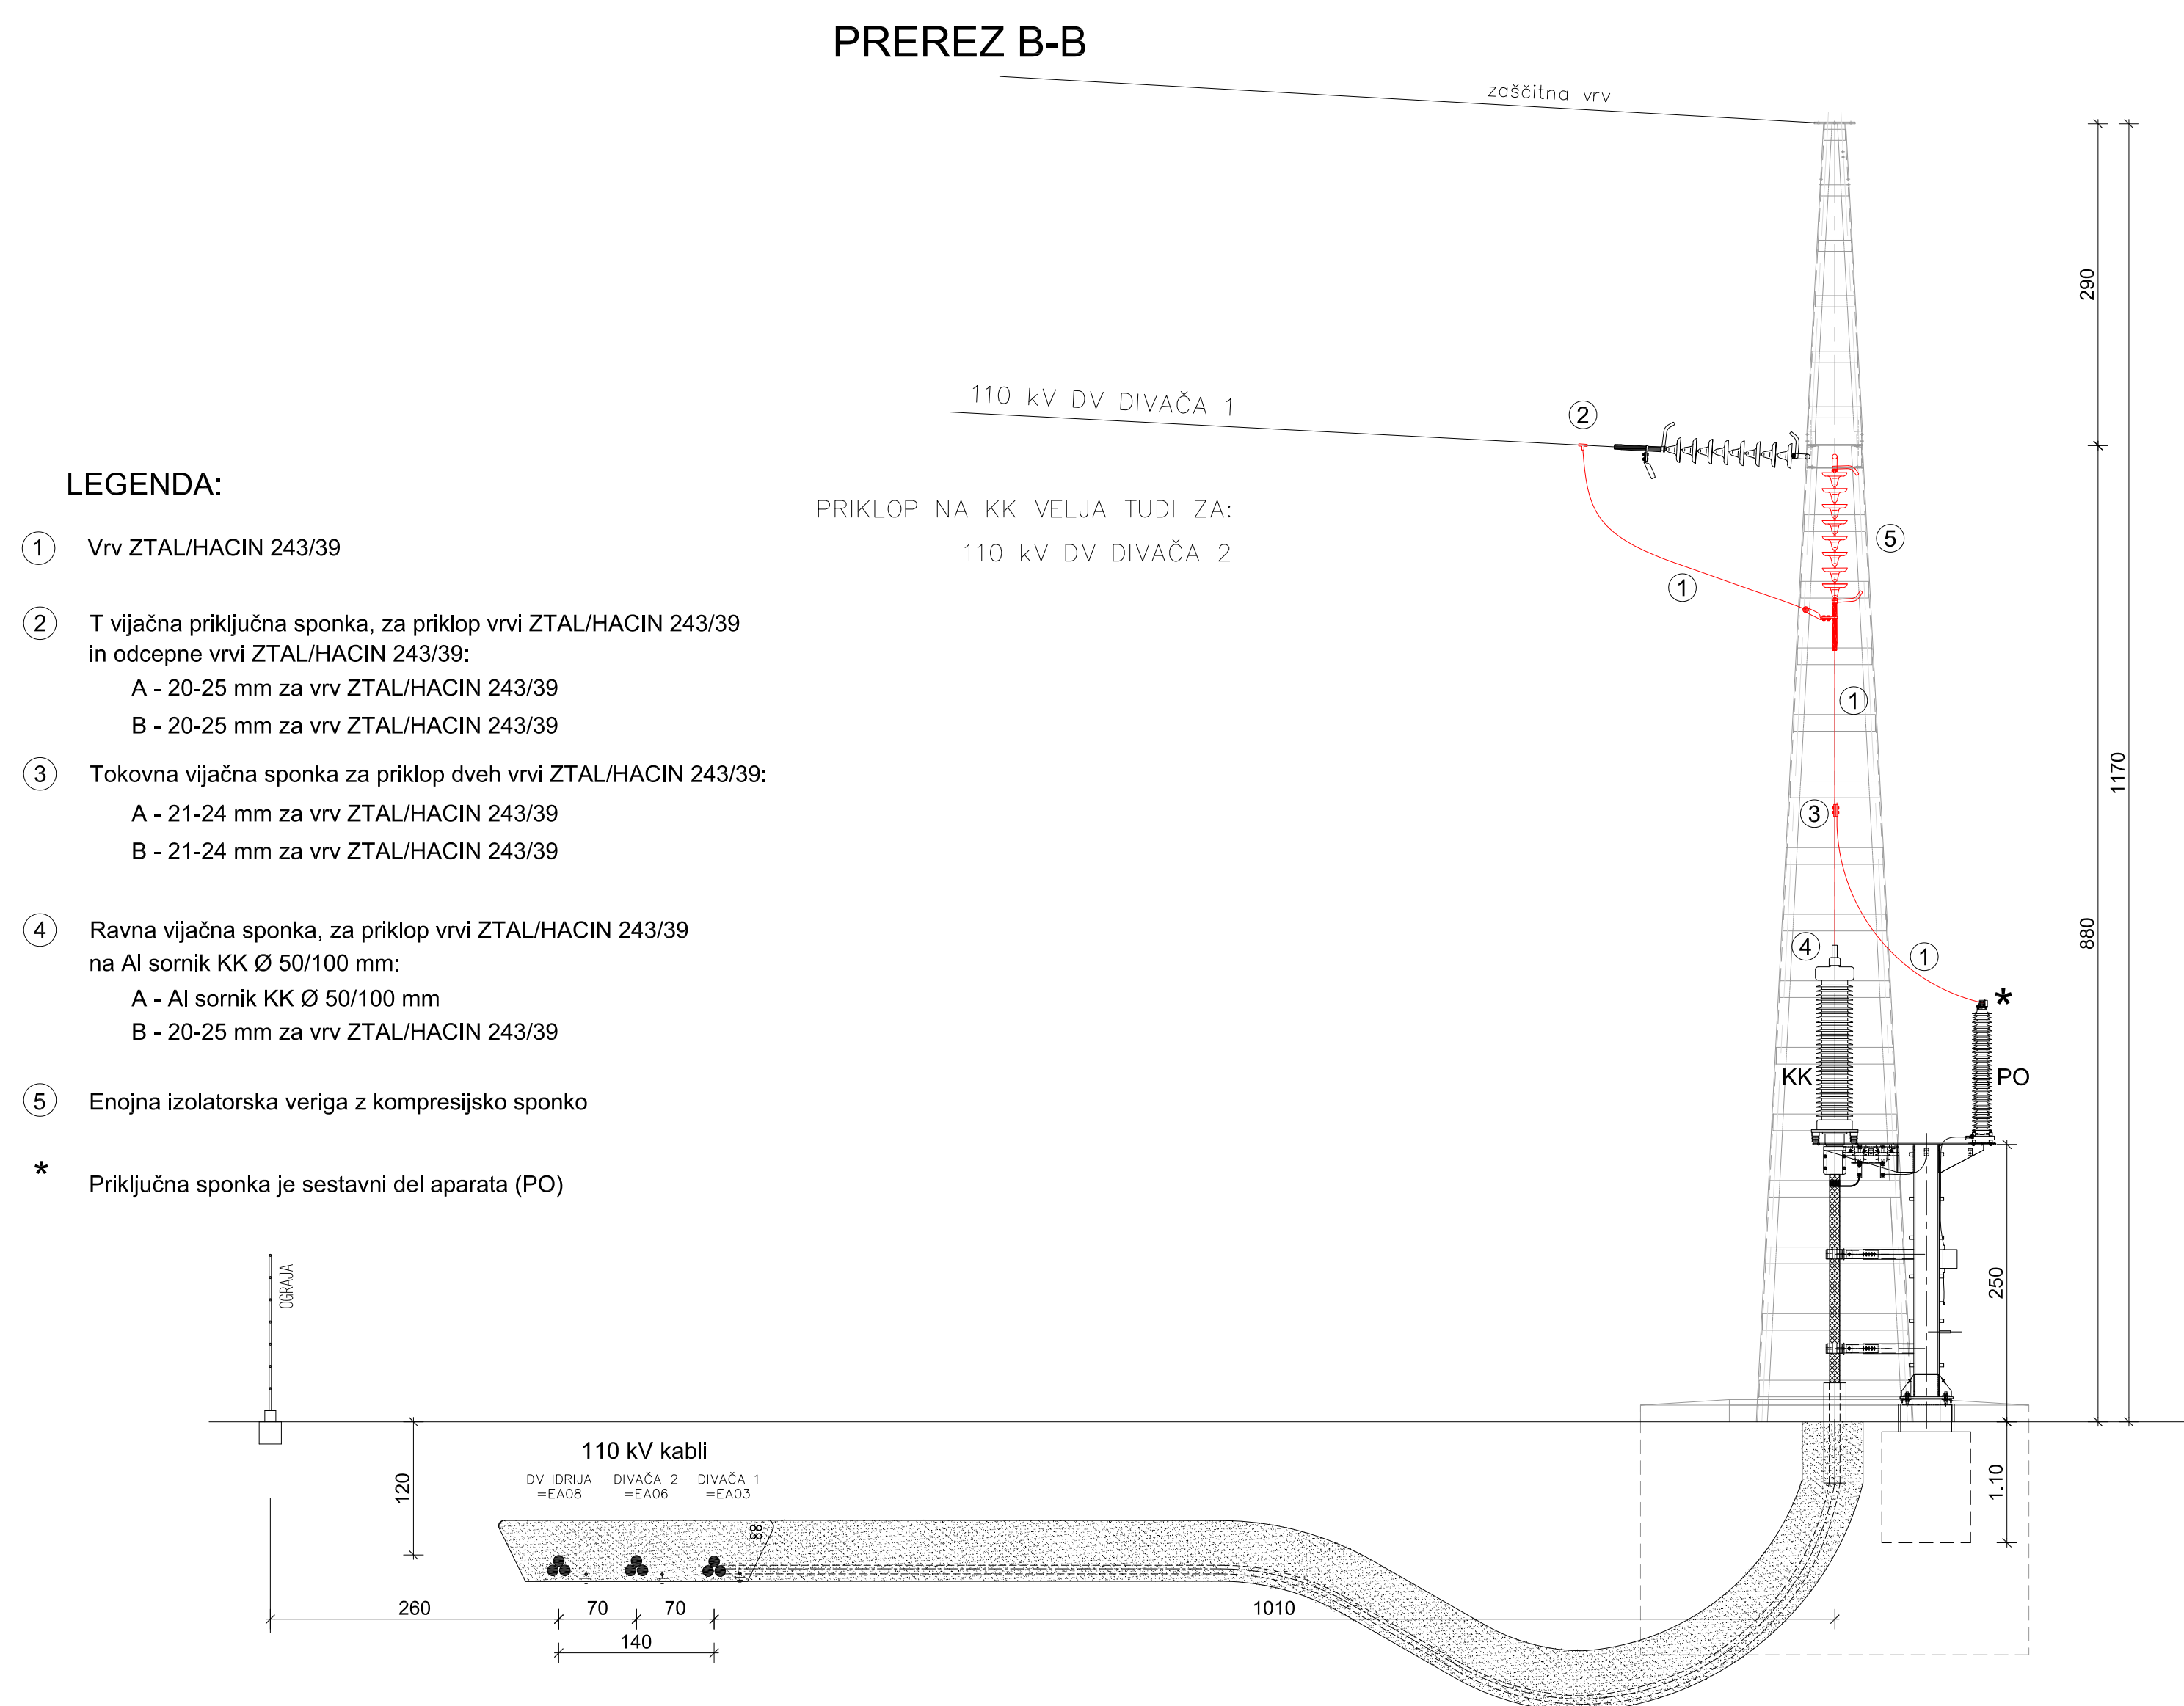 PREREZ B-B
zaščitna vrv
110 kV DV DIVAČA 1
2
PRIKLOP NA KK VELJA TUDI ZA:
110 kV DV DIVAČA 2
LEGENDA:
1 Vrv ZTAL/HACIN 243/39
2 T vijačna priključna sponka, za priklop vrvi ZTAL/HACIN 243/39
in odcepne vrvi ZTAL/HACIN 243/39:
A - 20-25 mm za vrv ZTAL/HACIN 243/39
B - 20-25 mm za vrv ZTAL/HACIN 243/39
3 Tokovna vijačna sponka za priklop dveh vrvi ZTAL/HACIN 243/39:
A - 21-24 mm za vrv ZTAL/HACIN 243/39
B - 21-24 mm za vrv ZTAL/HACIN 243/39
4 Ravna vijačna sponka, za priklop vrvi ZTAL/HACIN 243/39
na Al sornik KK Ø 50/100 mm:
A - Al sornik KK Ø 50/100 mm
B - 20-25 mm za vrv ZTAL/HACIN 243/39
5 Enojna izolatorska veriga z kompresijsko sponko
* Priključna sponka je sestavni del aparata (PO)
5
1
1
3
4
1
*
KK
PO
290
1170
880
250
1.10
OGRAJA
120
110 kV kabli
DV IDRIJA DIVAČA 2 DIVAČA 1
=EA08 =EA06 =EA03
260 70 70 1010
140